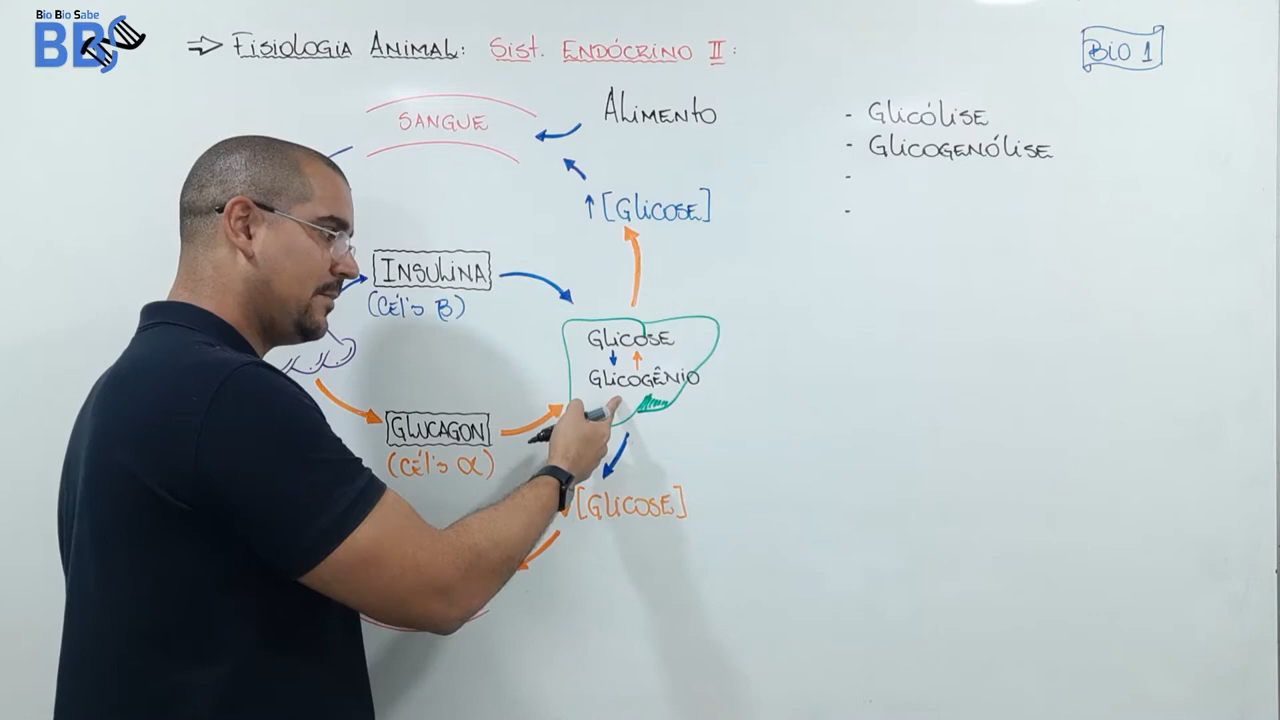 Bio Bio Sabe
BBS
⇒ Fisiologia Animal: Sist. Endócrino II:
Bio 1
Sangue
Alimento
- Glicólise
- Glicogenólise
-
-
↑ [Glicose]
Insulina
(Cél's β)
Glicose
Glicogênio
Glucagon
(Cél's α)
[Glicose]